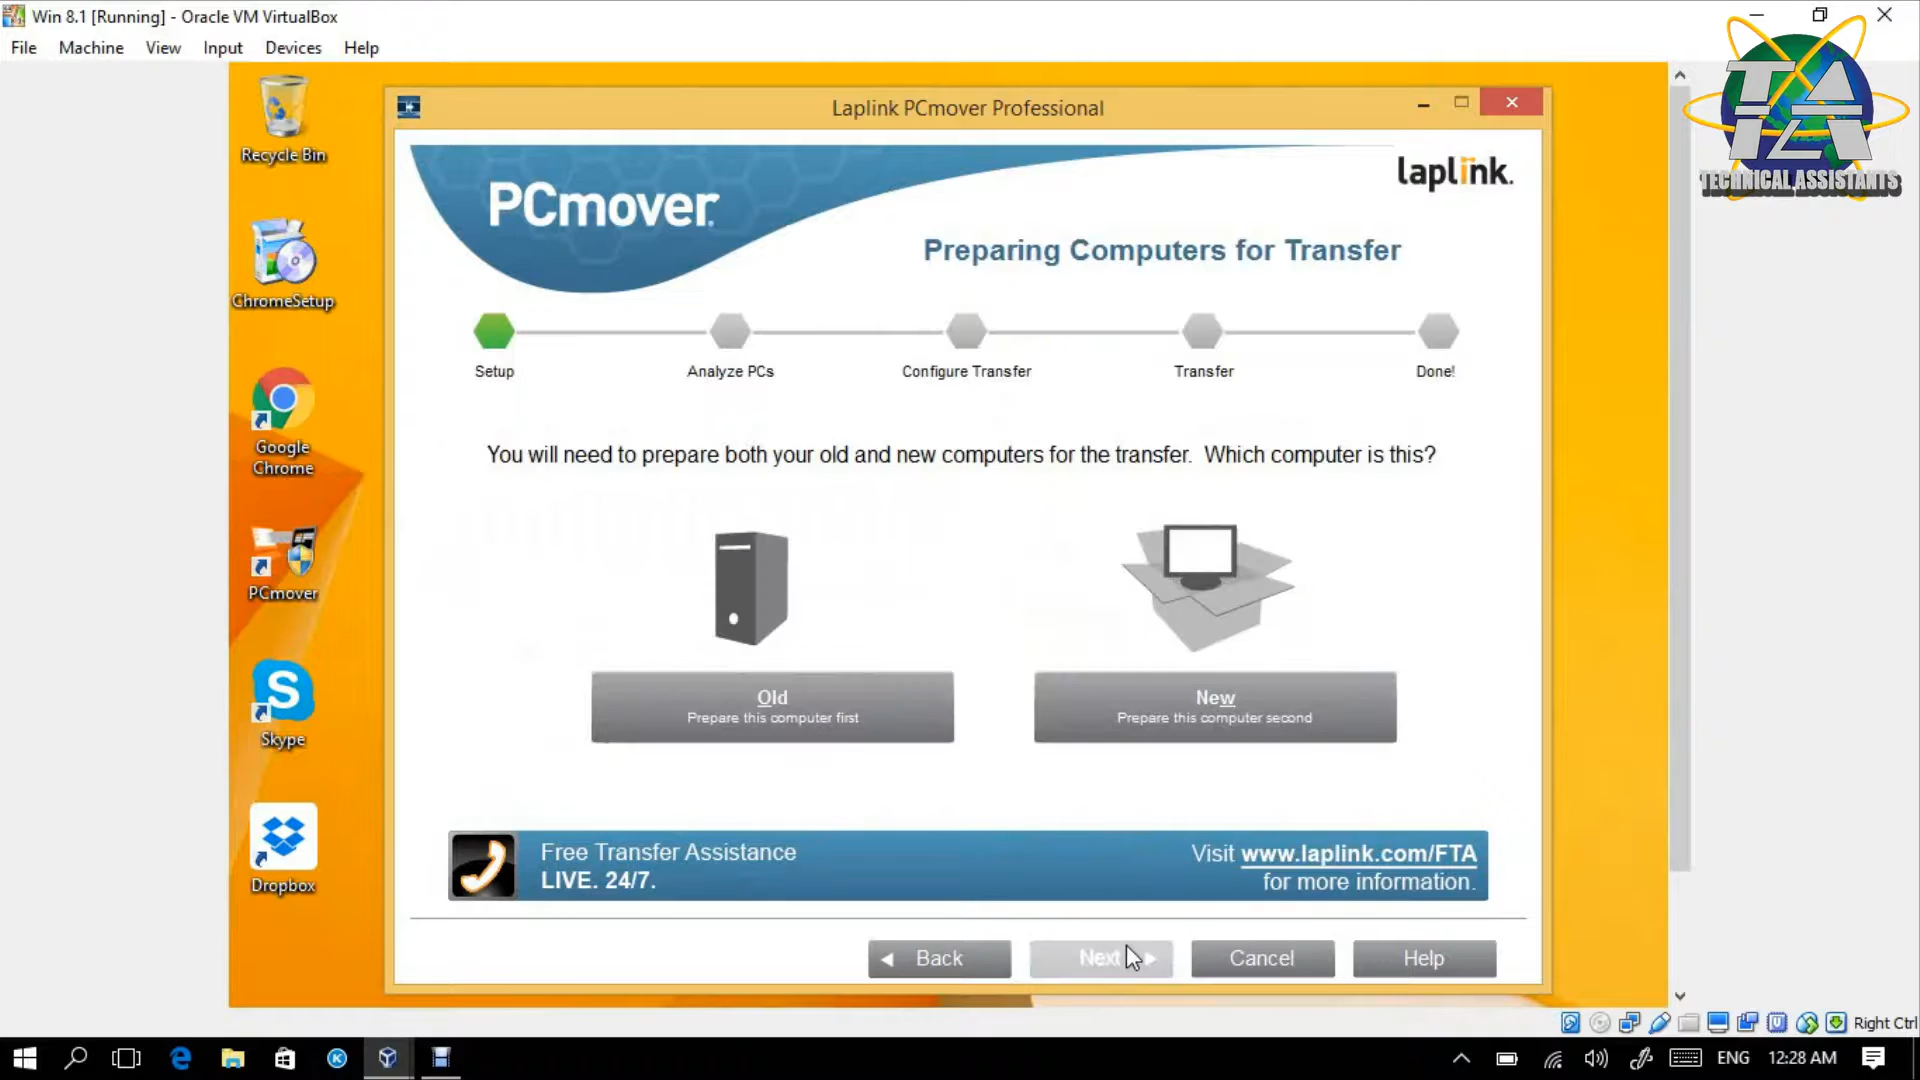 Win 8.1 [Running] - Oracle VM VirtualBox
File Machine View Input Devices Help
TAA
TECHNICAL ASSISTANTS
Recycle Bin
ChromeSetup
Google
Chrome
PCmover
Skype
Dropbox
Laplink PCmover Professional
PCmover
laplink.
Preparing Computers for Transfer
Setup
Analyze PCs
Configure Transfer
Transfer
Done!
You will need to prepare both your old and new computers for the transfer. Which computer is this?
Old
Prepare this computer first
New
Prepare this computer second
Free Transfer Assistance
LIVE. 24/7.
Visit www.laplink.com/FTA
for more information.
Back
Next
Cancel
Help
Right Ctrl
ENG
12:28 AM